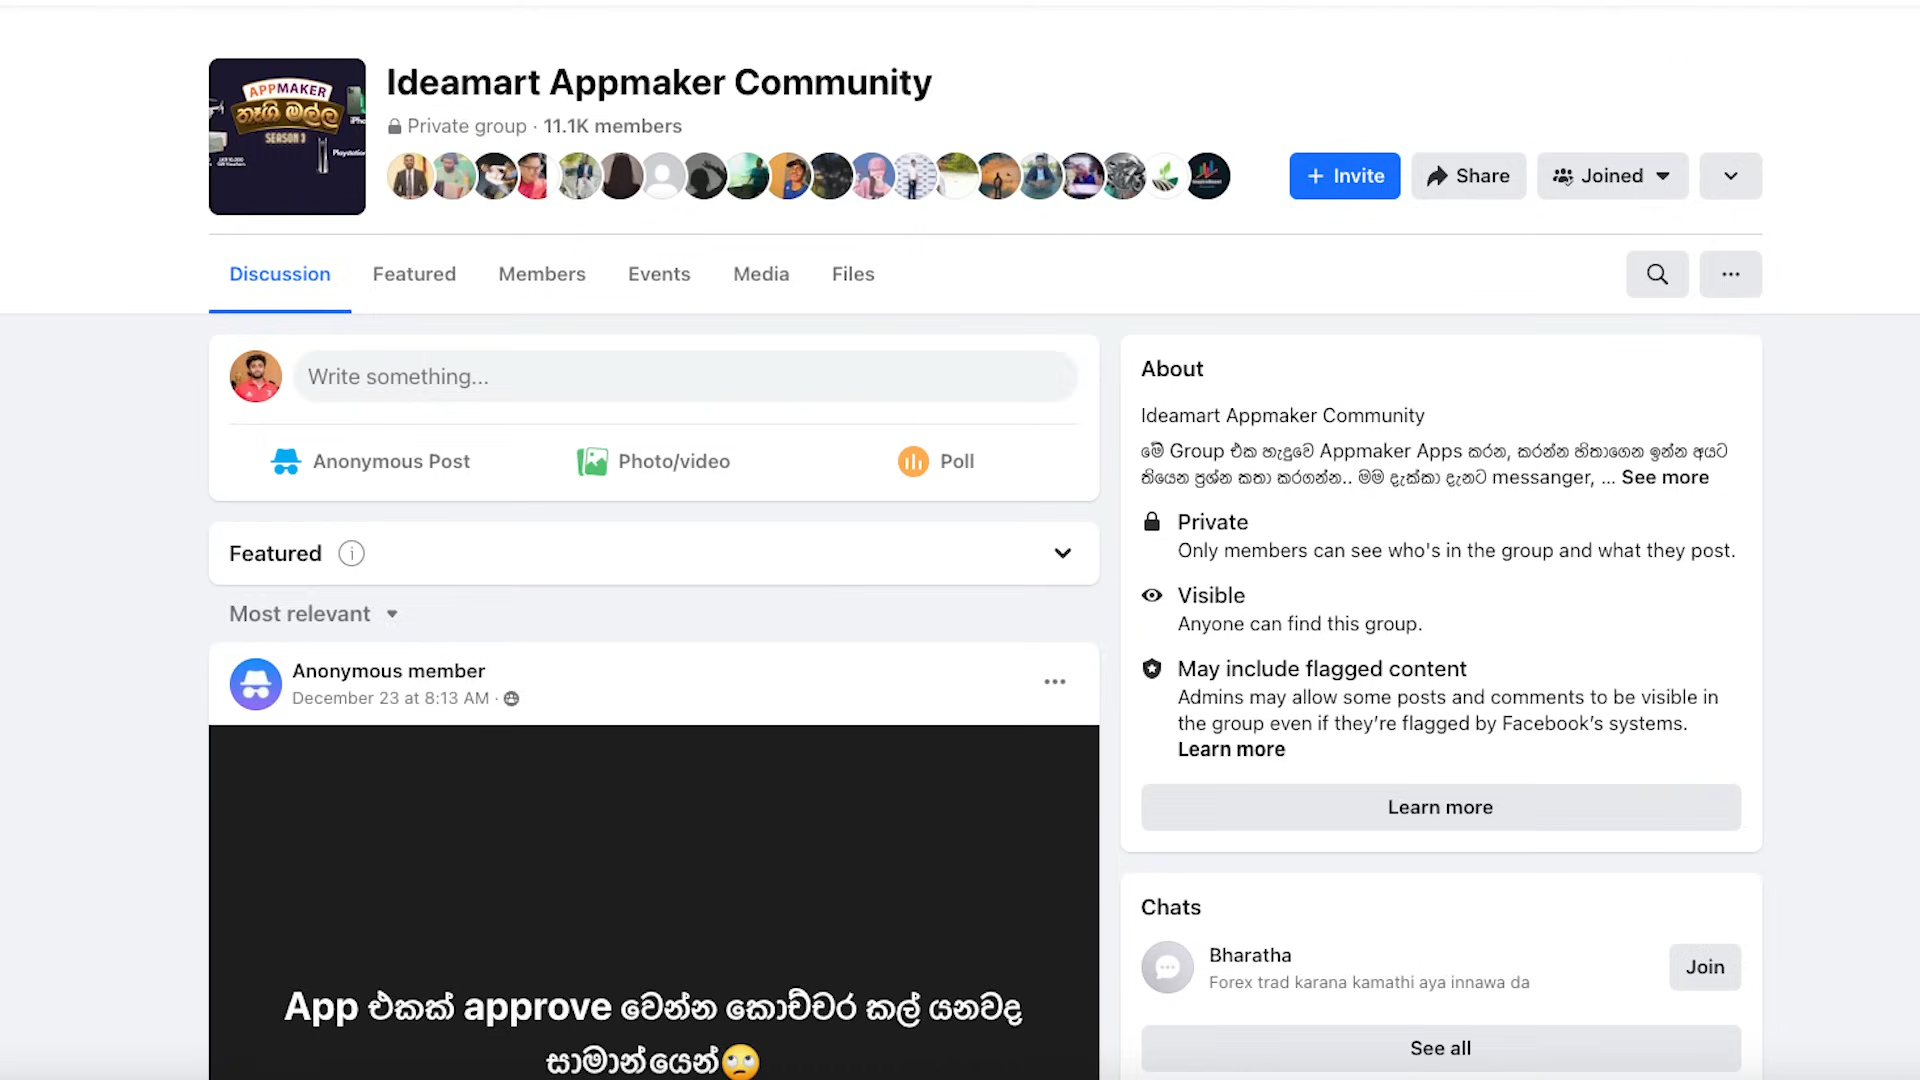 APPMAKER
තෑගි මල්ල
SEASON 3
Ideamart Appmaker Community
Private group · 11.1K members
Invite
Share
Joined
Discussion
Featured
Members
Events
Media
Files
Write something...
Anonymous Post
Photo/video
Poll
Featured
Most relevant
Anonymous member
December 23 at 8:13 AM ·
App එකක් approve වෙන්න කොච්චර කල් යනවද
සාමාන්යෙන්🙄
About
Ideamart Appmaker Community
මේ Group එක හැදුවෙ Appmaker Apps කරන, කරන්න හිතාගෙන ඉන්න අයට
තියෙන ප්‍රශ්න කතා කරගන්න.. මම දැක්කා දැනට messanger, ... See more
Private
Only members can see who's in the group and what they post.
Visible
Anyone can find this group.
May include flagged content
Admins may allow some posts and comments to be visible in
the group even if they’re flagged by Facebook’s systems.
Learn more
Learn more
Chats
Bharatha
Forex trad karana kamathi aya innawa da
Join
See all